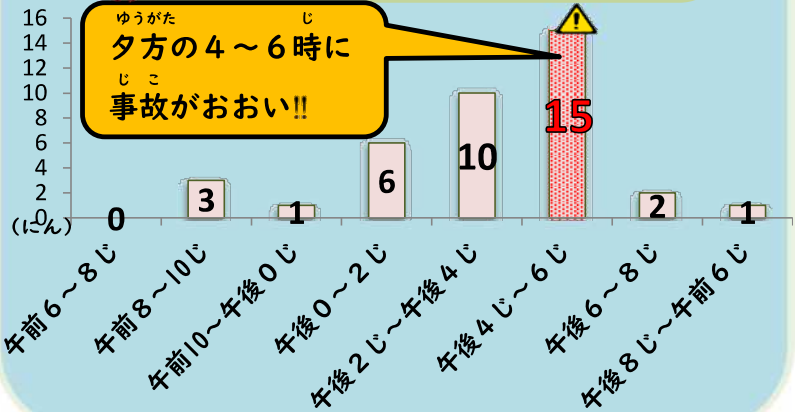 ゆうがた じ
夕方の４～６時に
じ こ
事故がおおい‼
16
14
12
10
8
6
4
2
0
(にん)
0
3
1
6
10
15
2
1
午前６～８じ
午前８～10じ
午前10～午後０じ
午後０～２じ
午後２じ～午後４じ
午後４じ～６じ
午後６～８じ
午後８じ～午前６じ